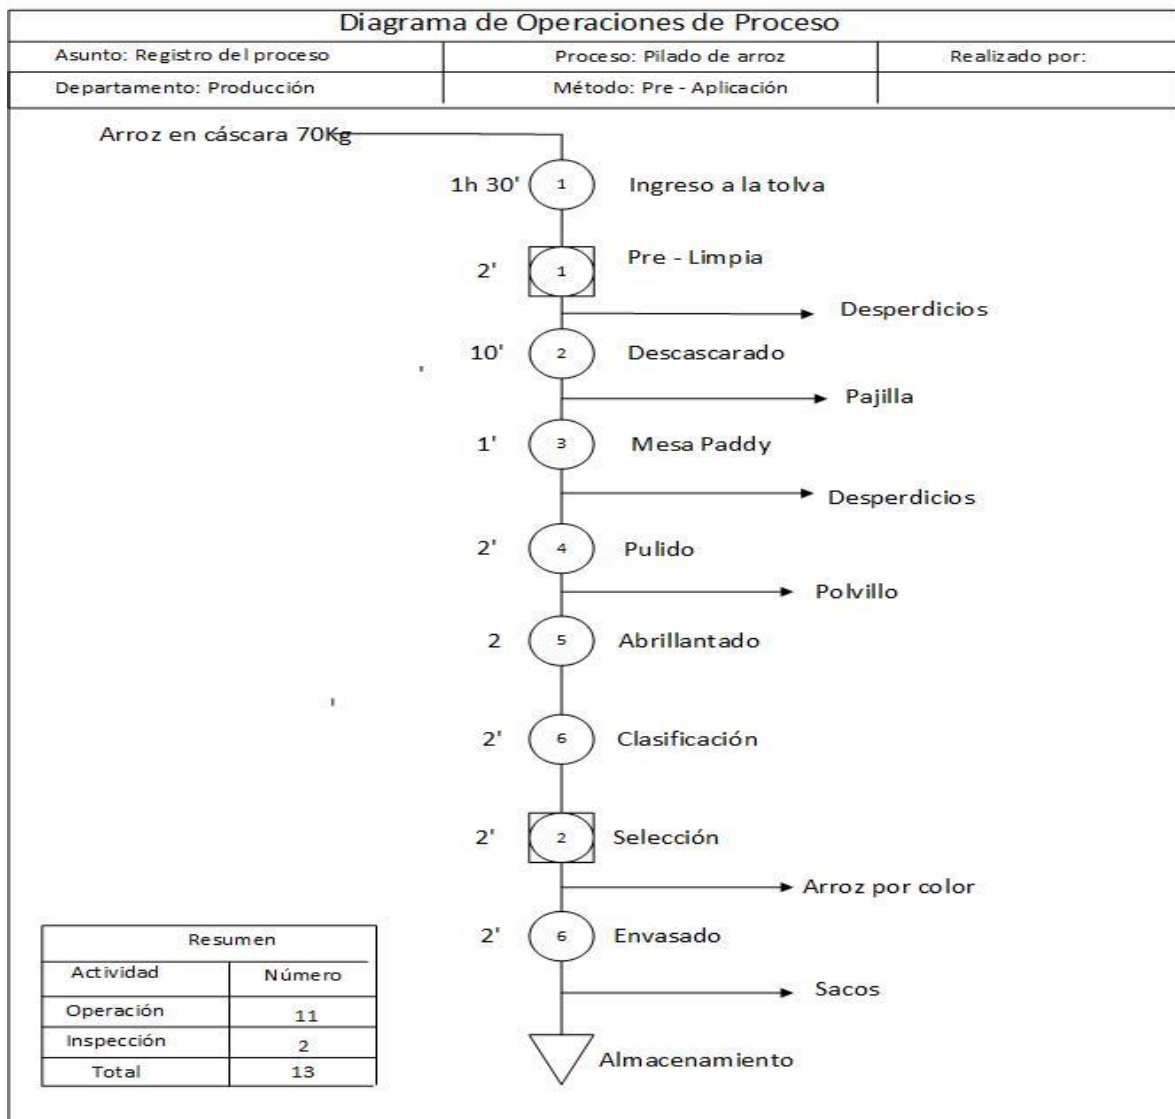 Diagrama de Operaciones de Proceso
Asunto: Registro del proceso
Proceso: Pilado de arroz
Realizado por:
Departamento: Producción
Método: Pre - Aplicación
Arroz en cáscara 70Kg
1h 30' 1 Ingreso a la tolva
2' 1 Pre - Limpia
Desperdicios
10' 2 Descascarado
'
Pajilla
1' 3 Mesa Paddy
Desperdicios
2' 4 Pulido
Polvillo
2 5 Abrillantado
'
2' 6 Clasificación
2' 2 Selección
Arroz por color
2' 6 Envasado
Sacos
Almacenamiento
Resumen
Actividad Número
Operación 11
Inspección 2
Total 13